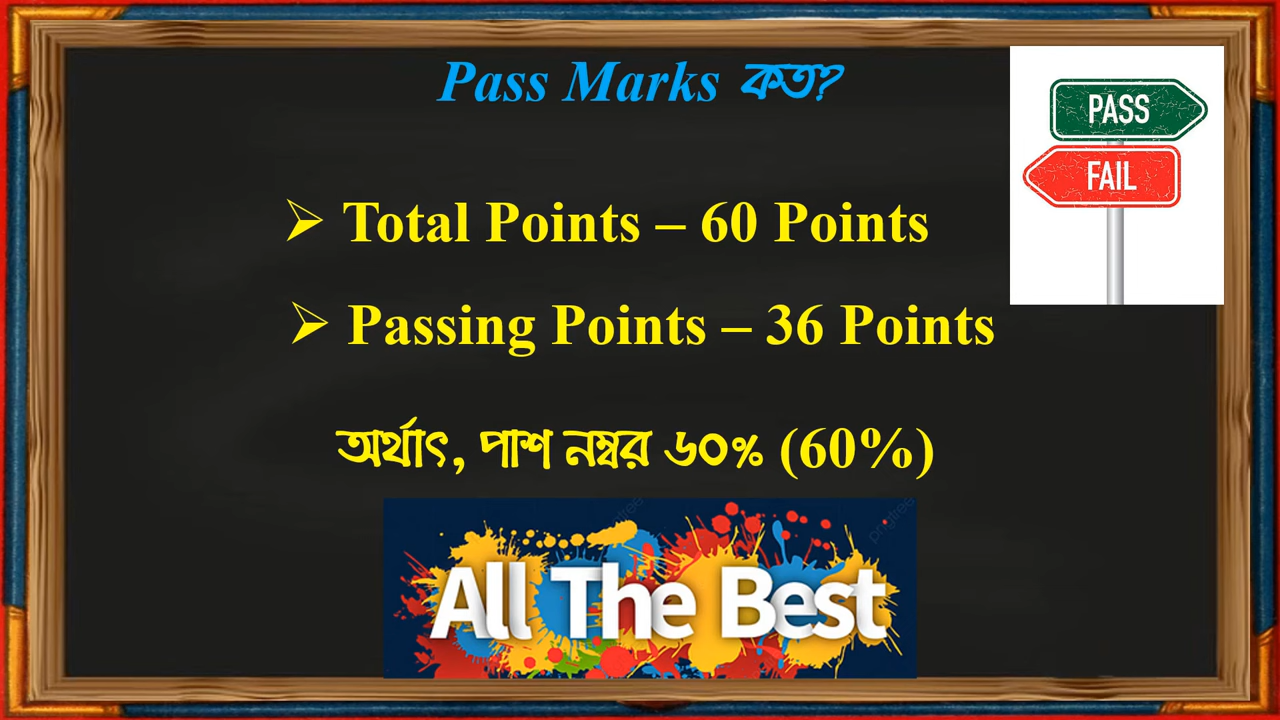 Pass Marks কত?
PASS
FAIL
➢ Total Points – 60 Points
➢ Passing Points – 36 Points
অর্থাৎ, পাশ নম্বর ৬০% (60%)
All The Best
pngtree